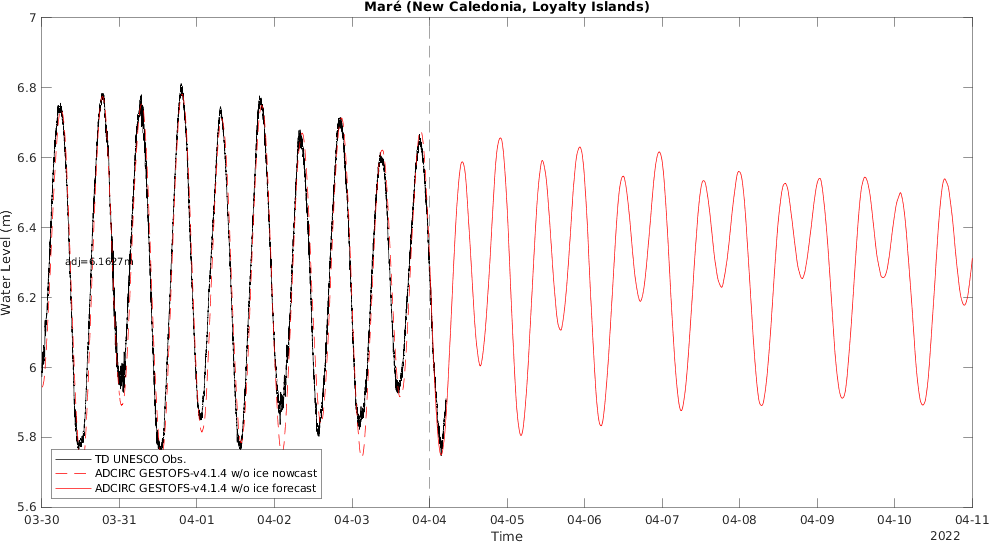 Maré (New Caledonia, Loyalty Islands)
7
6.8
6.6
6.4
6.2
6
5.8
5.6
Water Level (m)
adj=6.1627m
TD UNESCO Obs.
ADCIRC GESTOFS-v4.1.4 w/o ice nowcast
ADCIRC GESTOFS-v4.1.4 w/o ice forecast
03-30 03-31 04-01 04-02 04-03 04-04 04-05 04-06 04-07 04-08 04-09 04-10 04-11
Time
2022